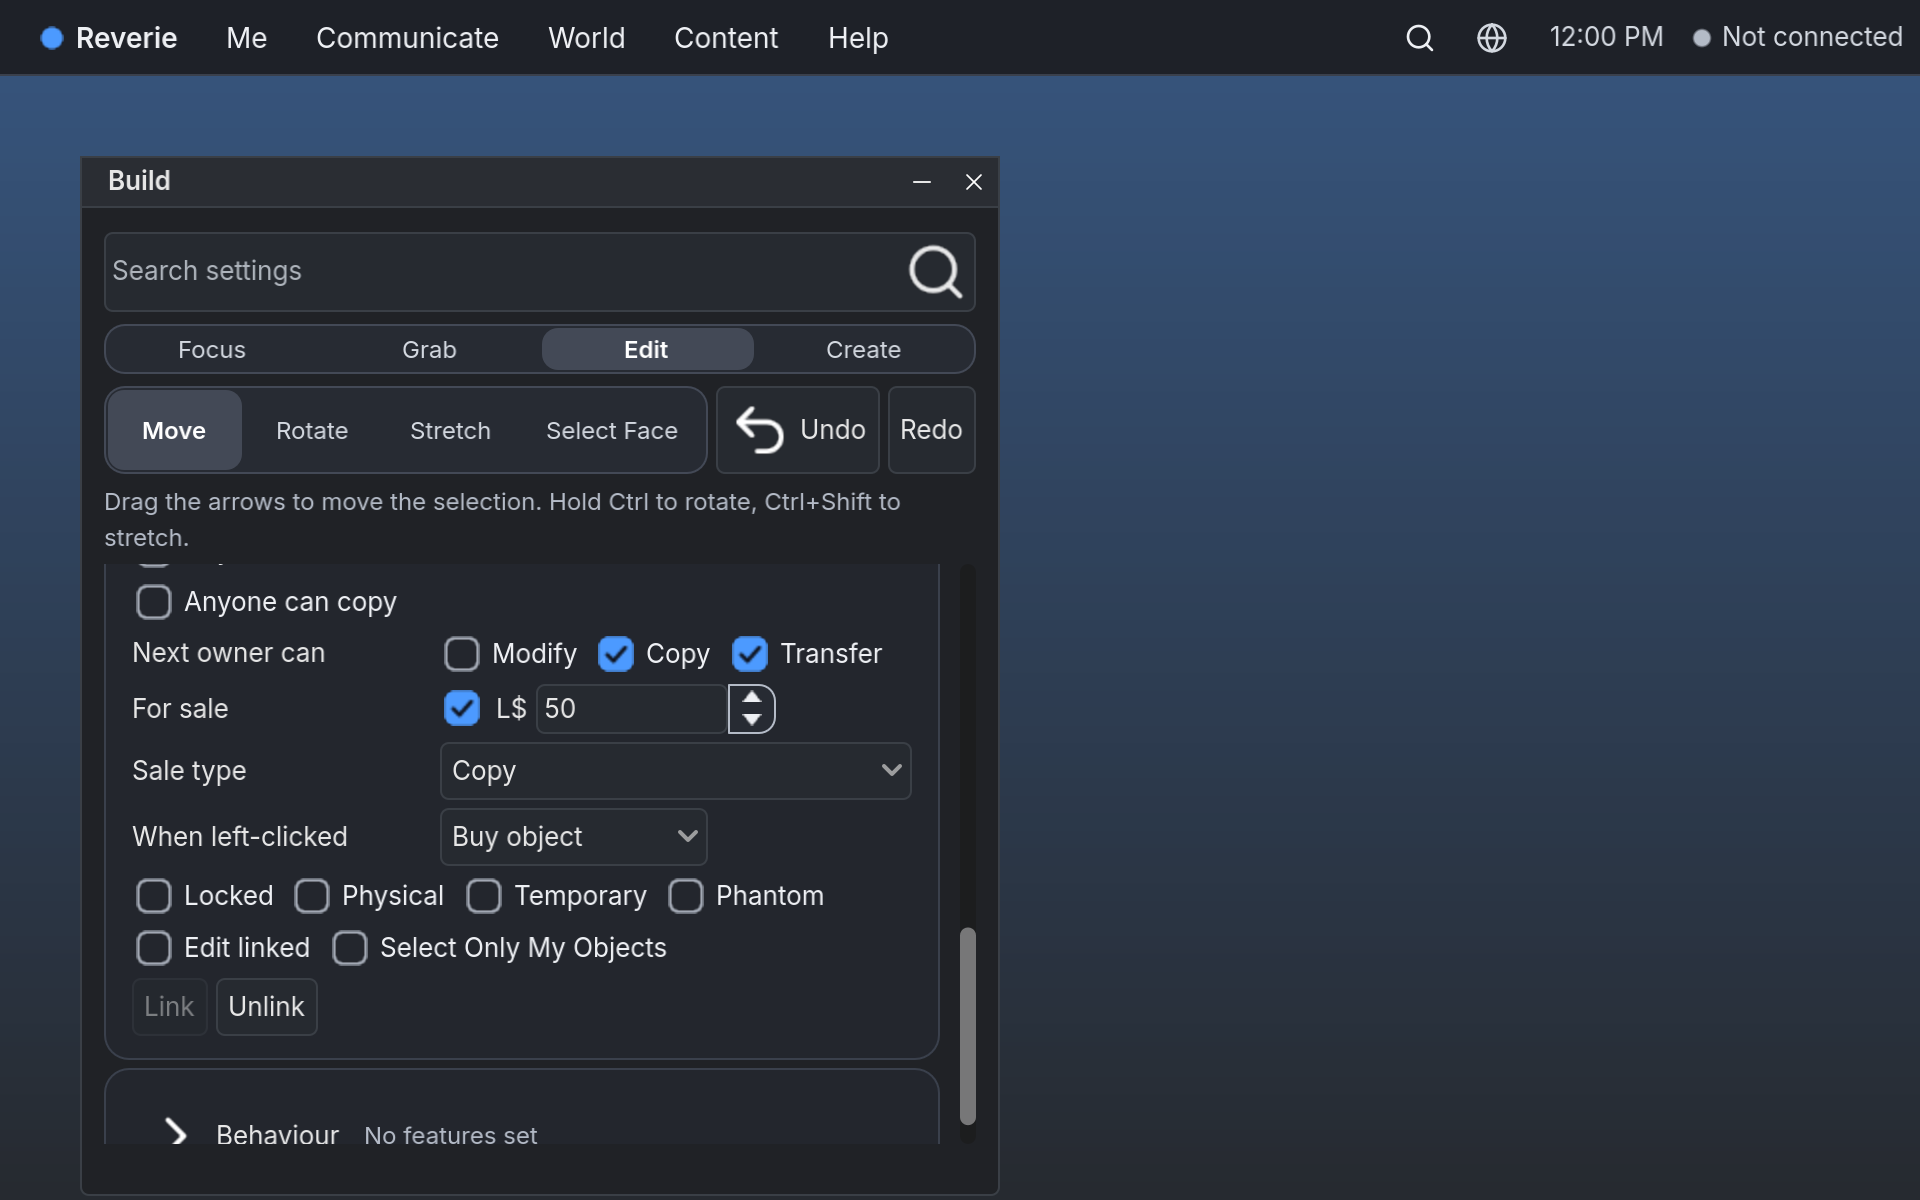 Reverie Me Communicate World Content Help 12:00 PM Not connected
Build
Search settings
Focus Grab Edit Create
Move Rotate Stretch Select Face Undo Redo
Drag the arrows to move the selection. Hold Ctrl to rotate, Ctrl+Shift to
stretch.
Anyone can copy
Next owner can Modify Copy Transfer
For sale L$ 50
Sale type Copy
When left-clicked Buy object
Locked Physical Temporary Phantom
Edit linked Select Only My Objects
Link Unlink
Behaviour No features set